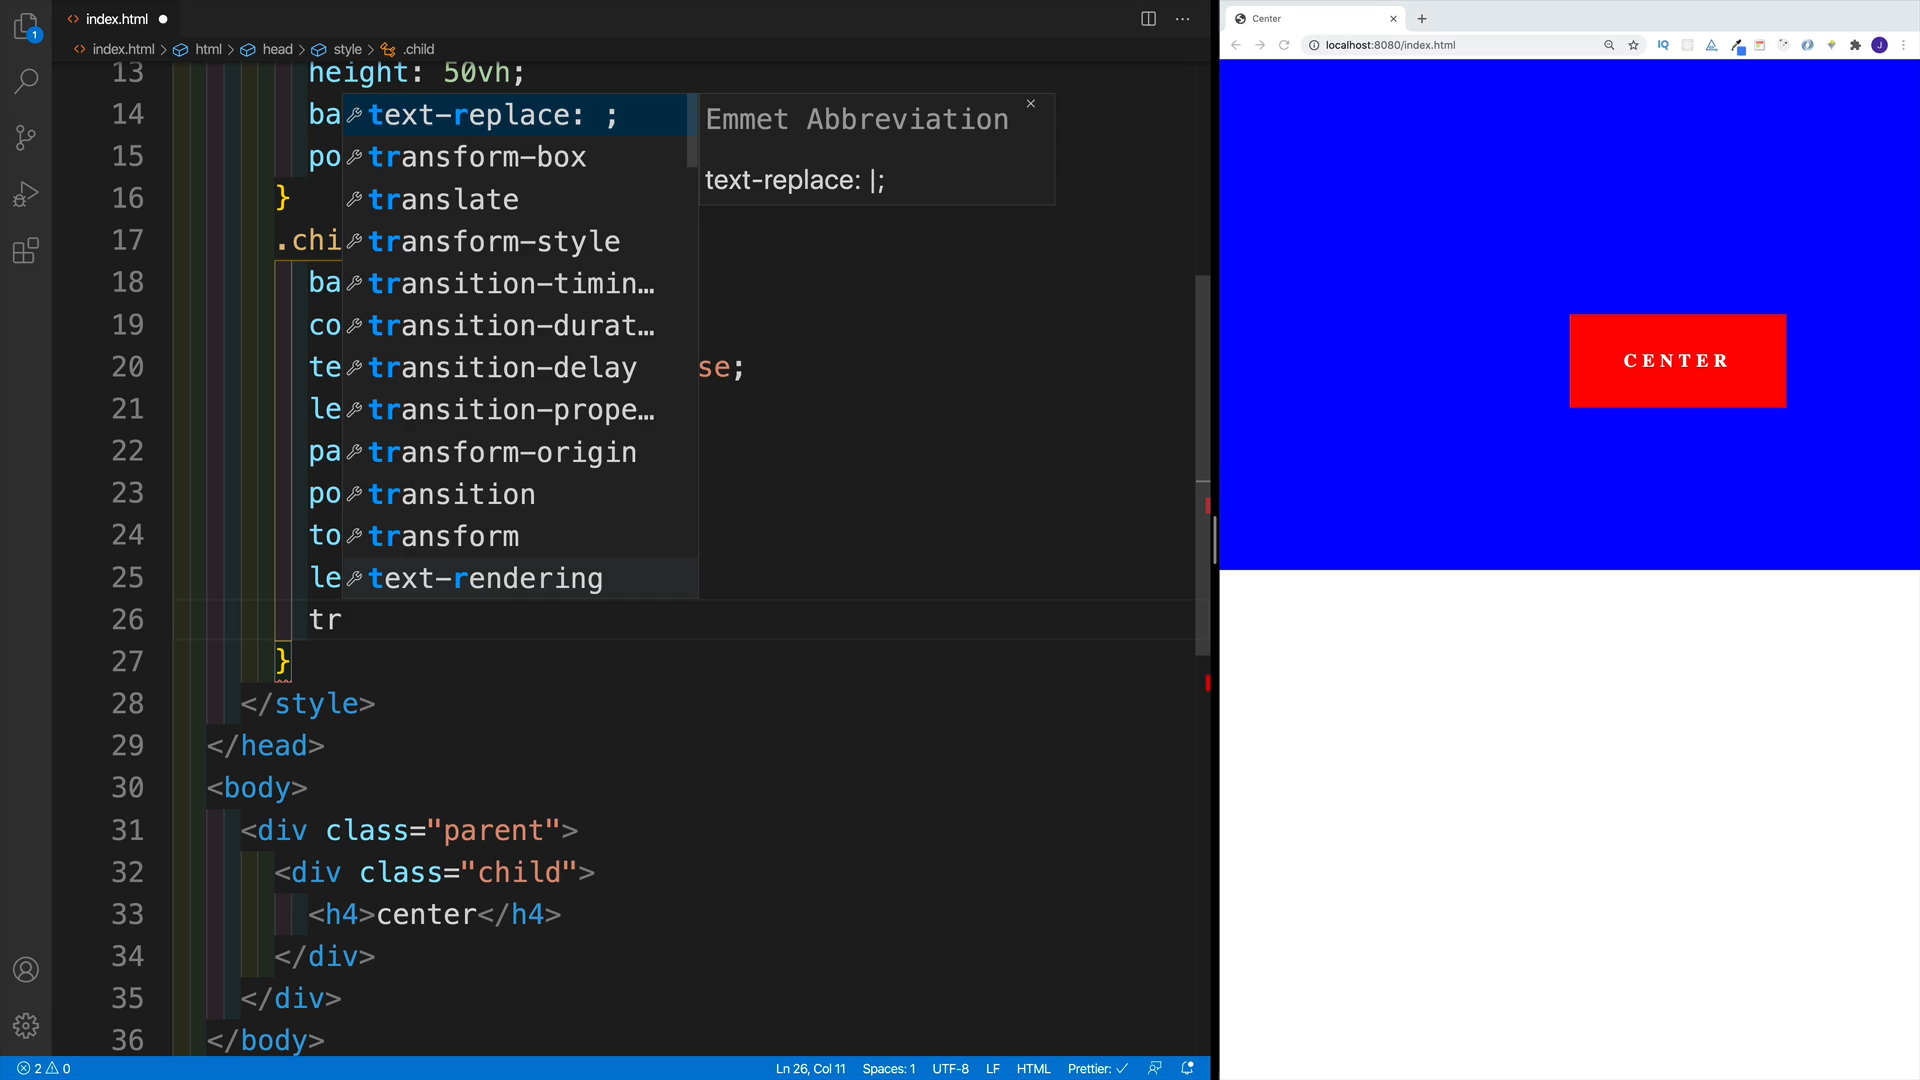 index.html
index.html > html > head > style > .child
Center
localhost:8080/index.html
IQ
J
1
13 height: 50vh;
14 ba
15 po
16 }
17 .chi
18 ba
19 co
20 te se;
21 le
22 pa
23 po
24 to
25 le
26 tr
27 }
28 </style>
29 </head>
30 <body>
31 <div class="parent">
32 <div class="child">
33 <h4>center</h4>
34 </div>
35 </div>
36 </body>
text-replace: ;
transform-box
translate
transform-style
transition-timin…
transition-durat…
transition-delay
transition-prope…
transform-origin
transition
transform
text-rendering
Emmet Abbreviation
text-replace: |;
CENTER
2 0
Ln 26, Col 11 Spaces: 1 UTF-8 LF HTML Prettier: ✓